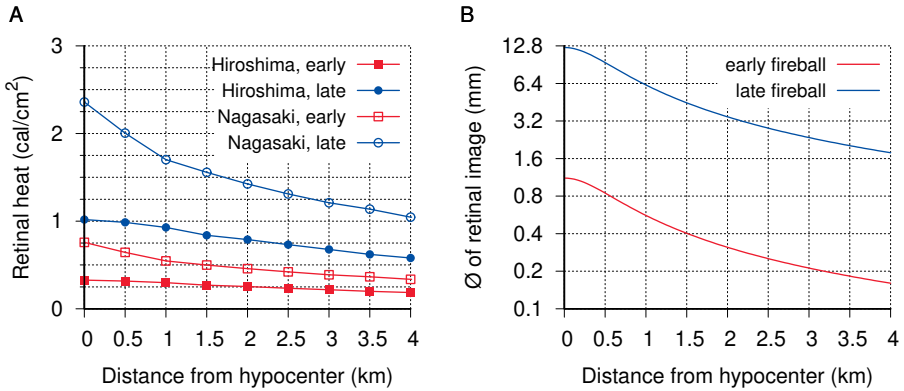 A
Retinal heat (cal/cm²)
3
2
1
0
Hiroshima, early
Hiroshima, late
Nagasaki, early
Nagasaki, late
0 0.5 1 1.5 2 2.5 3 3.5 4
Distance from hypocenter (km)
B
Ø of retinal image (mm)
12.8
6.4
3.2
1.6
0.8
0.4
0.2
0.1
early fireball
late fireball
0 0.5 1 1.5 2 2.5 3 3.5 4
Distance from hypocenter (km)